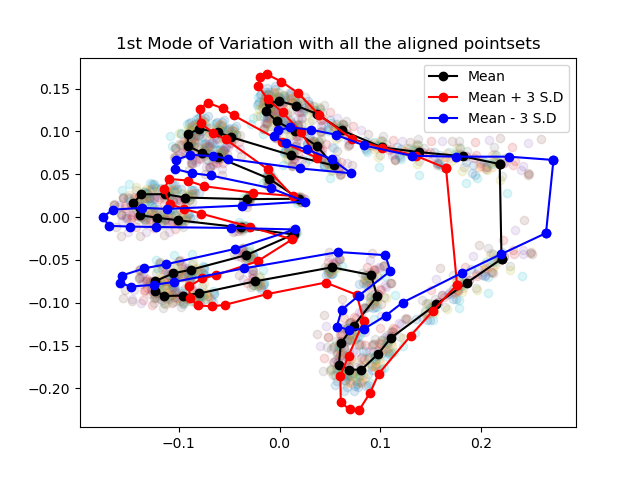 1st Mode of Variation with all the aligned pointsets
Mean
Mean + 3 S.D
Mean - 3 S.D
0.15
0.10
0.05
0.00
−0.05
−0.10
−0.15
−0.20
−0.1 0.0 0.1 0.2